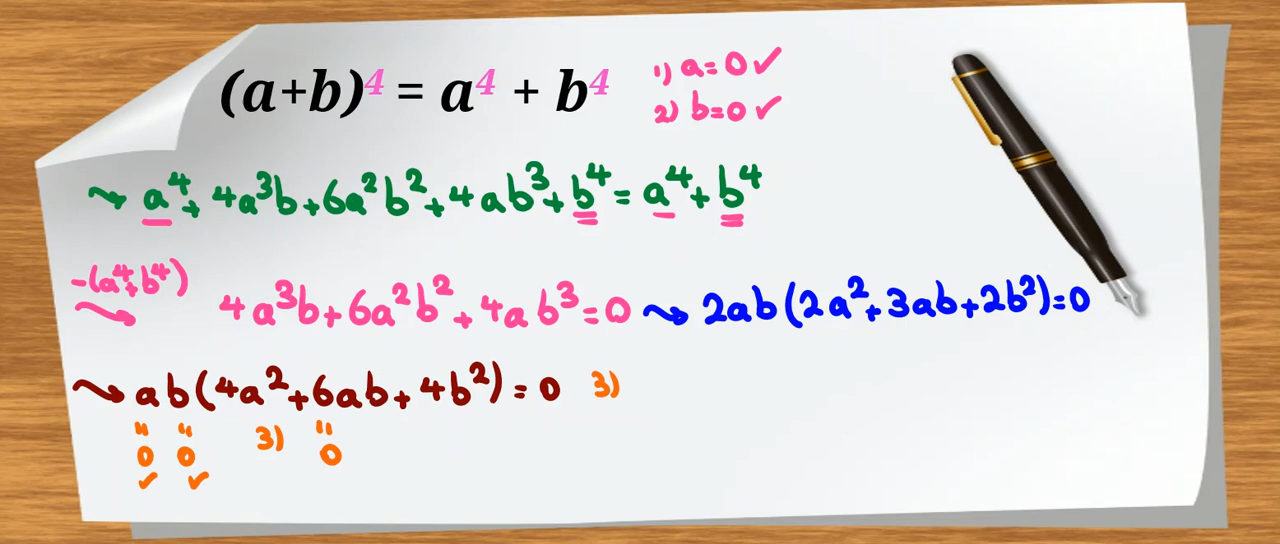 (a+b)⁴ = a⁴ + b⁴
1) a=0 ✓
2) b=0 ✓
⤳ a⁴+4a³b+6a²b²+4ab³+b⁴=a⁴+b⁴
-(a⁴+b⁴)
⤳ 4a³b+6a²b²+4ab³=0 ⤳ 2ab(2a²+3ab+2b²)=0
⤳ ab(4a²+6ab+4b²)=0 3)
" " 3) "
0 0 0
✓ ✓